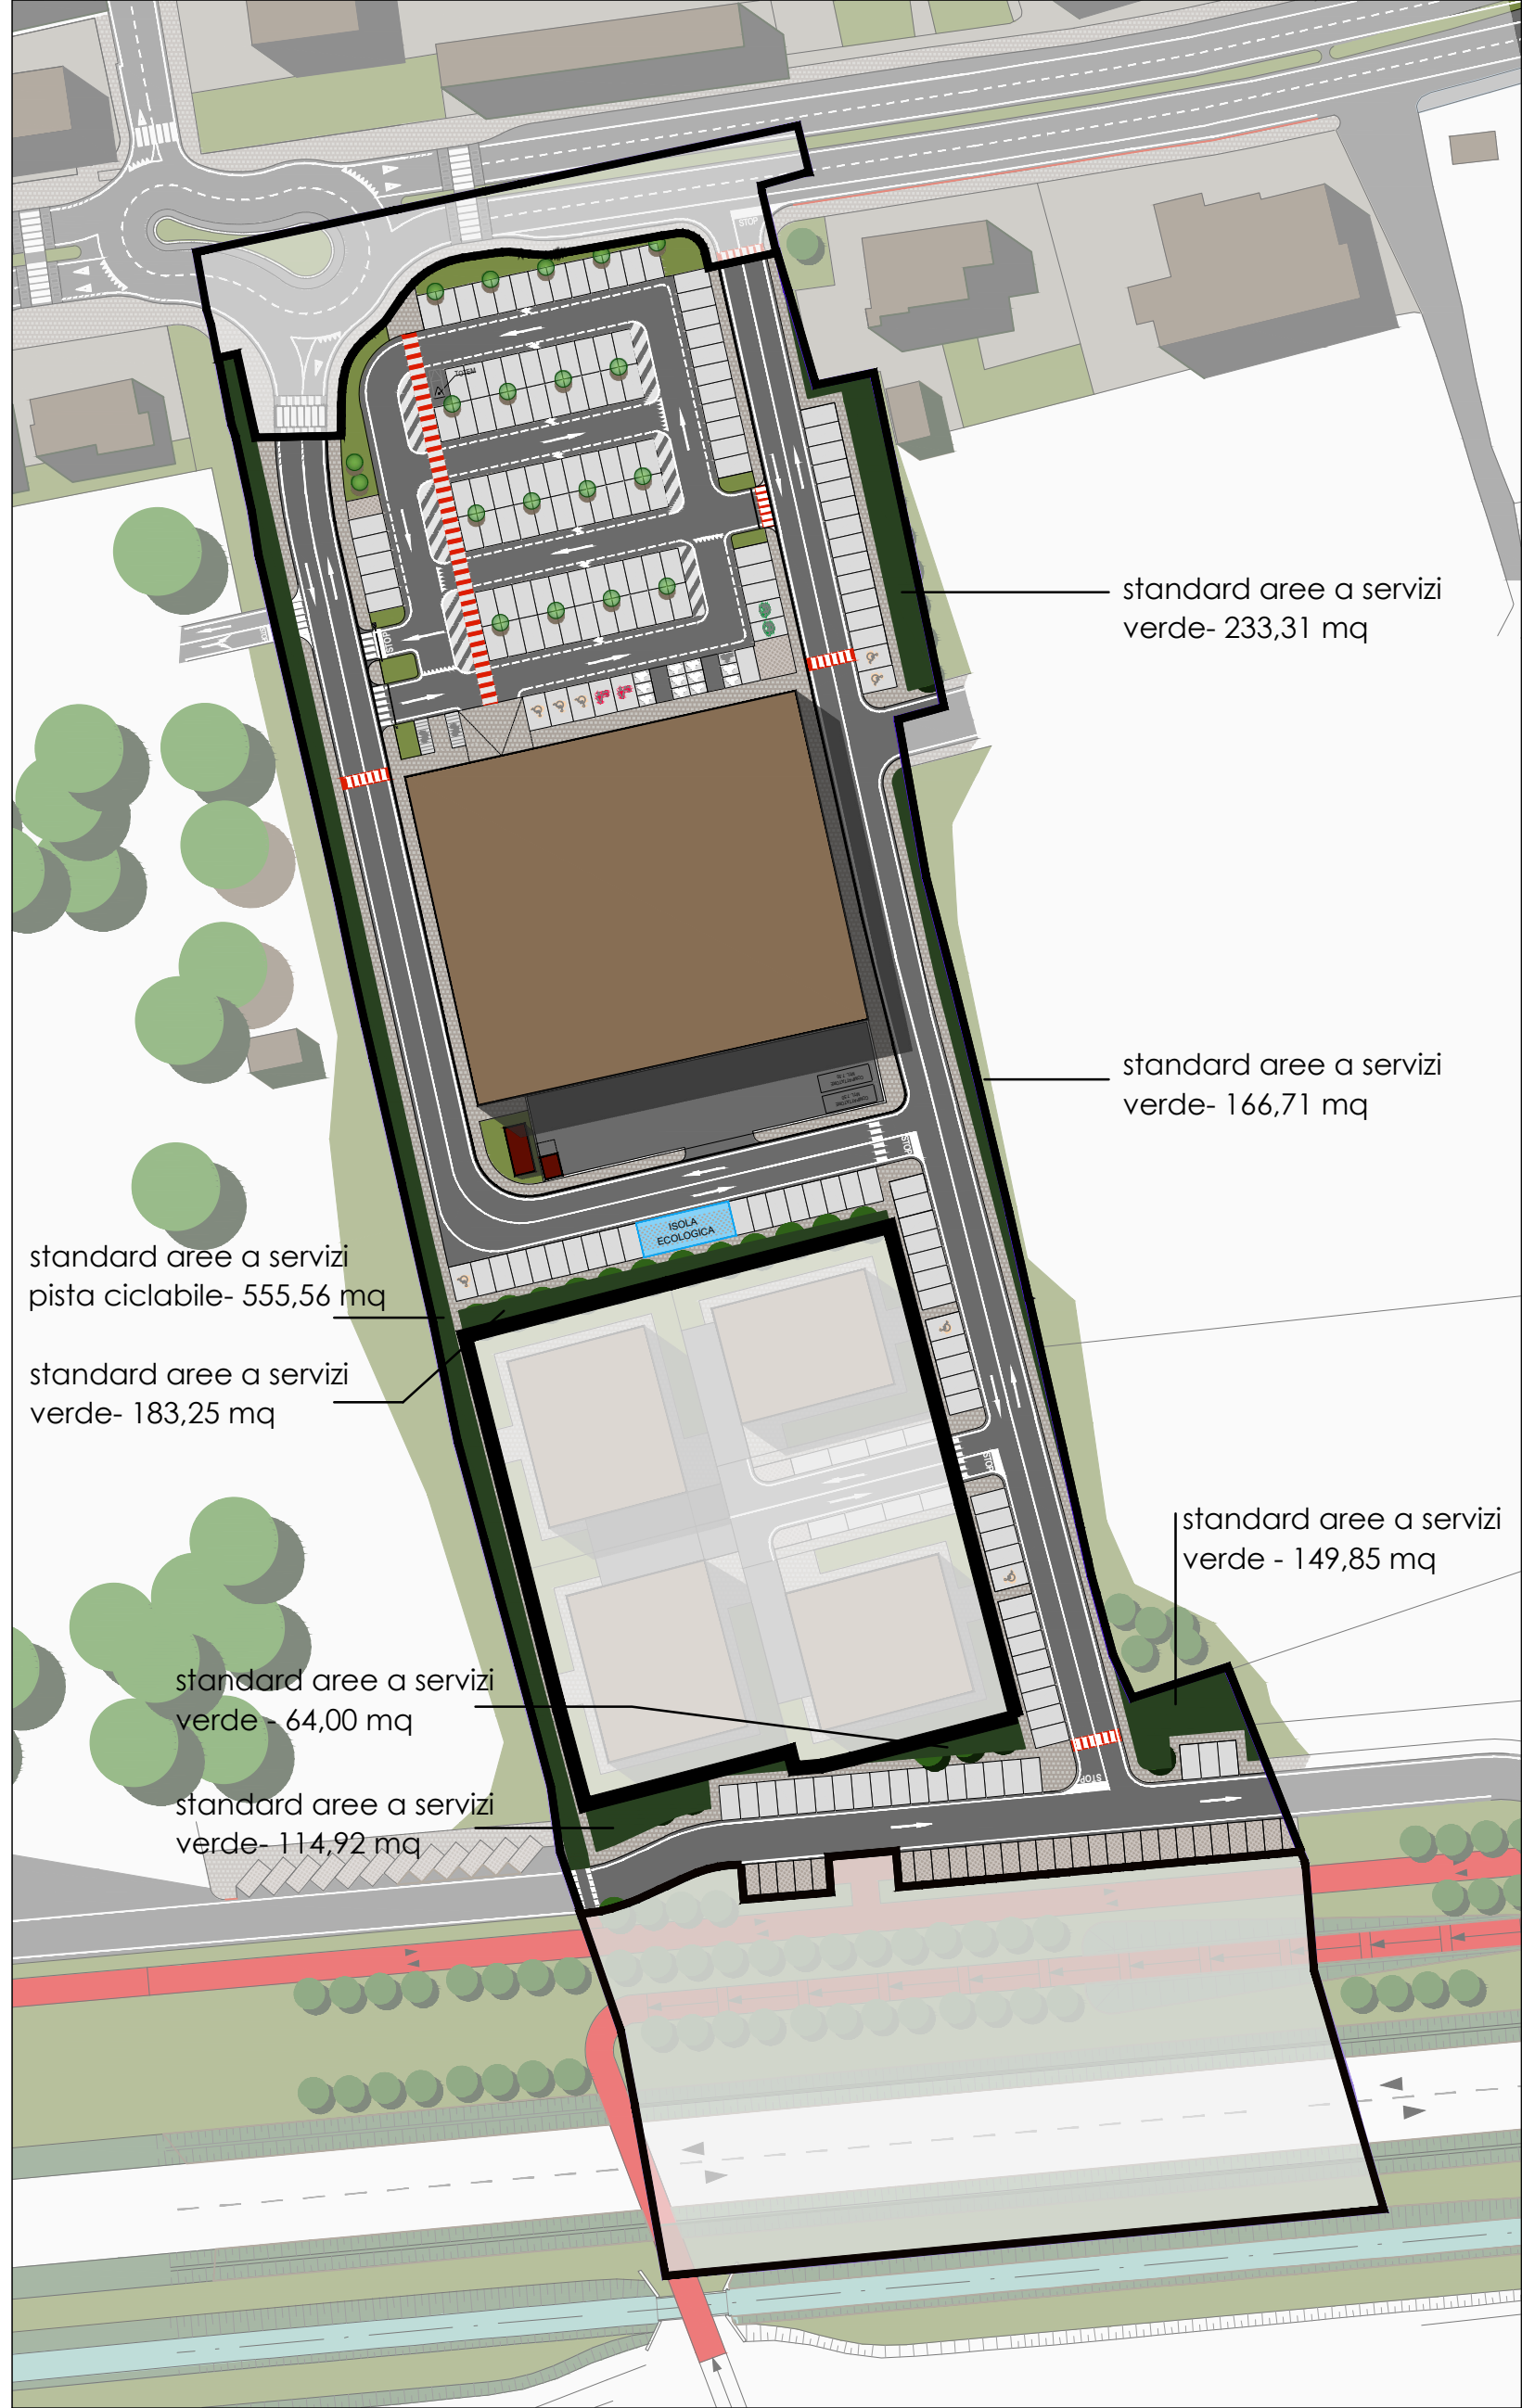 STOP
TOTEM
STOP
standard aree a servizi
verde- 233,31 mq
standard aree a servizi
verde- 166,71 mq
STOP
ISOLA
ECOLOGICA
standard aree a servizi
pista ciclabile- 555,56 mq
standard aree a servizi
verde- 183,25 mq
STOP
standard aree a servizi
verde - 149,85 mq
standard aree a servizi
verde - 64,00 mq
STOP
standard aree a servizi
verde- 114,92 mq